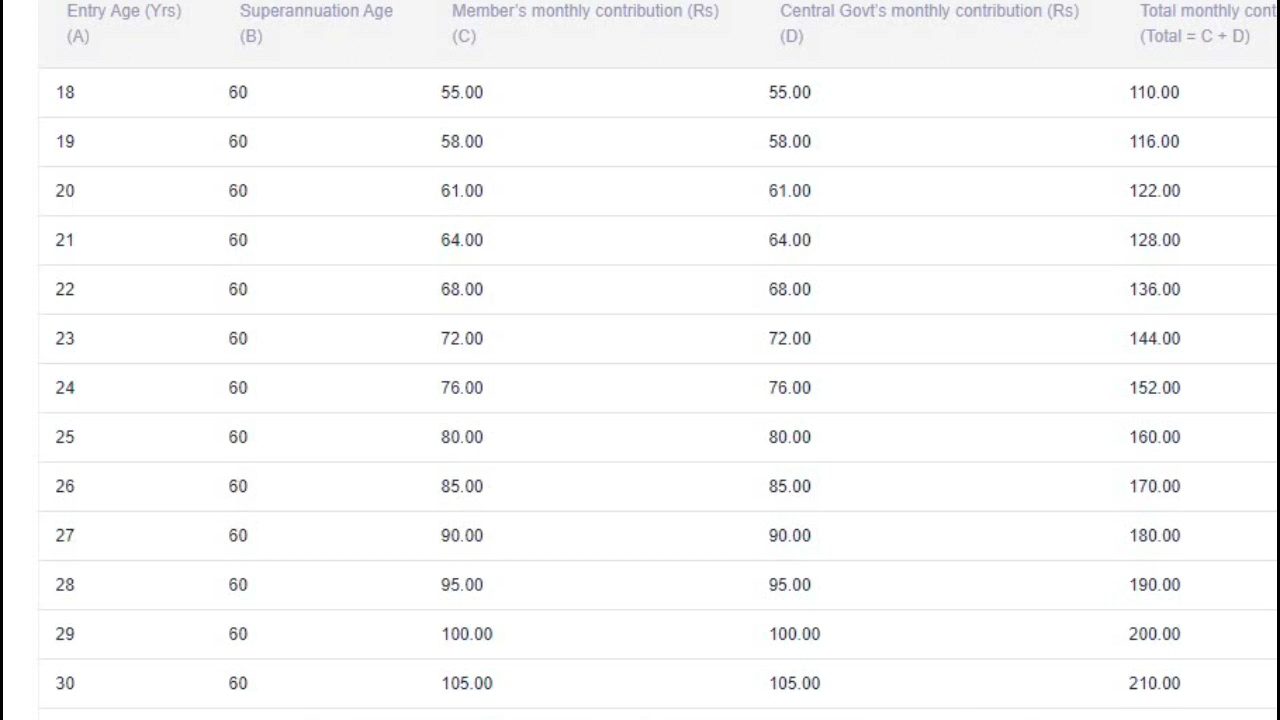 Entry Age (Yrs) Superannuation Age Member's monthly contribution (Rs) Central Govt's monthly contribution (Rs) Total monthly
(A) (B) (C) (D) (Total = C + D)
18 60 55.00 55.00 110.00
19 60 58.00 58.00 116.00
20 60 61.00 61.00 122.00
21 60 64.00 64.00 128.00
22 60 68.00 68.00 136.00
23 60 72.00 72.00 144.00
24 60 76.00 76.00 152.00
25 60 80.00 80.00 160.00
26 60 85.00 85.00 170.00
27 60 90.00 90.00 180.00
28 60 95.00 95.00 190.00
29 60 100.00 100.00 200.00
30 60 105.00 105.00 210.00